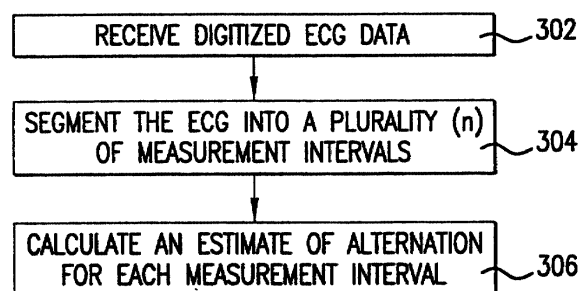 RECEIVE DIGITIZED ECG DATA
302
SEGMENT THE ECG INTO A PLURALITY (n)
OF MEASUREMENT INTERVALS
304
CALCULATE AN ESTIMATE OF ALTERNATION
FOR EACH MEASUREMENT INTERVAL
306